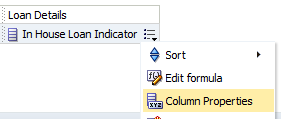 Loan Details
In House Loan Indicator
Sort
Edit formula
Column Properties